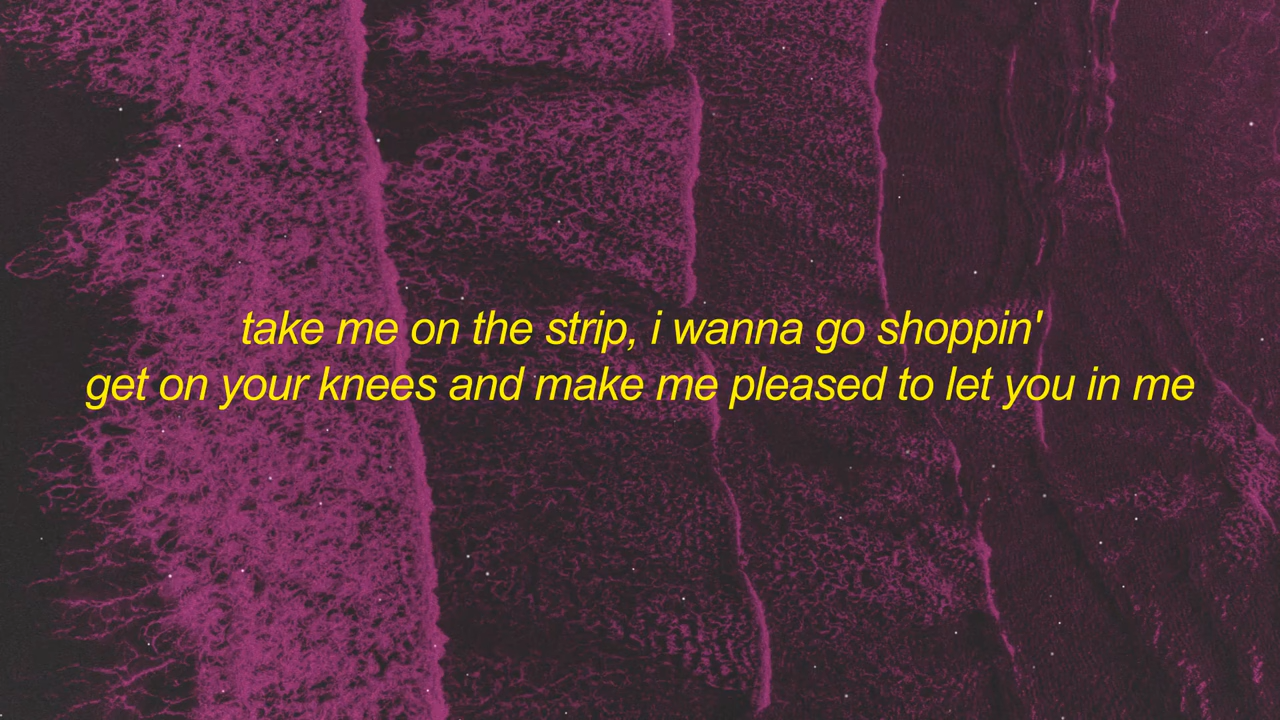 take me on the strip, i wanna go shoppin'
get on your knees and make me pleased to let you in me